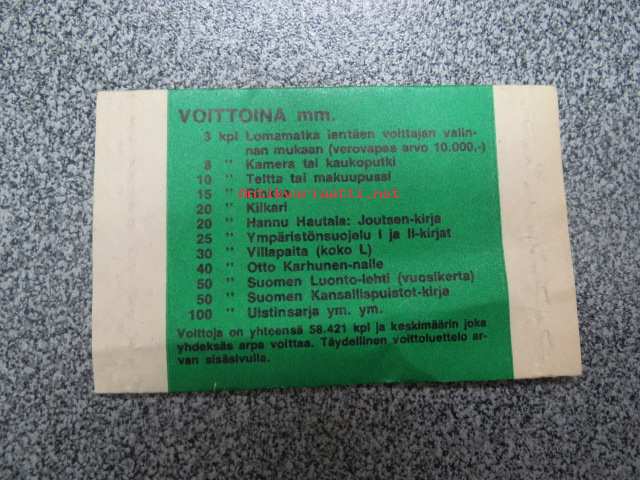 VOITTOINA mm.
3 kpl Lomamatka lentäen voittajan valin-
nan mukaan (verovapaa arvo 10.000,-)
8 " Kamera tai kaukoputki
10 " Teltta tai makuupussi
15 "
20 " Kiikari
20 " Hannu Hautala: Joutsen-kirja
25 " Ympäristönsuojelu I ja II-kirjat
30 " Villapaita (koko L)
40 " Otto Karhunen-nalle
50 " Suomen Luonto-lehti (vuosikerta)
50 " Suomen Kansallispuistot-kirja
100 " Uistinsarja ym. ym.
Voittoja on yhteensä 58.421 kpl ja keskimäärin joka
yhdeksäs arpa voittaa. Täydellinen voittoluettelo ar-
van sisäsivulla.